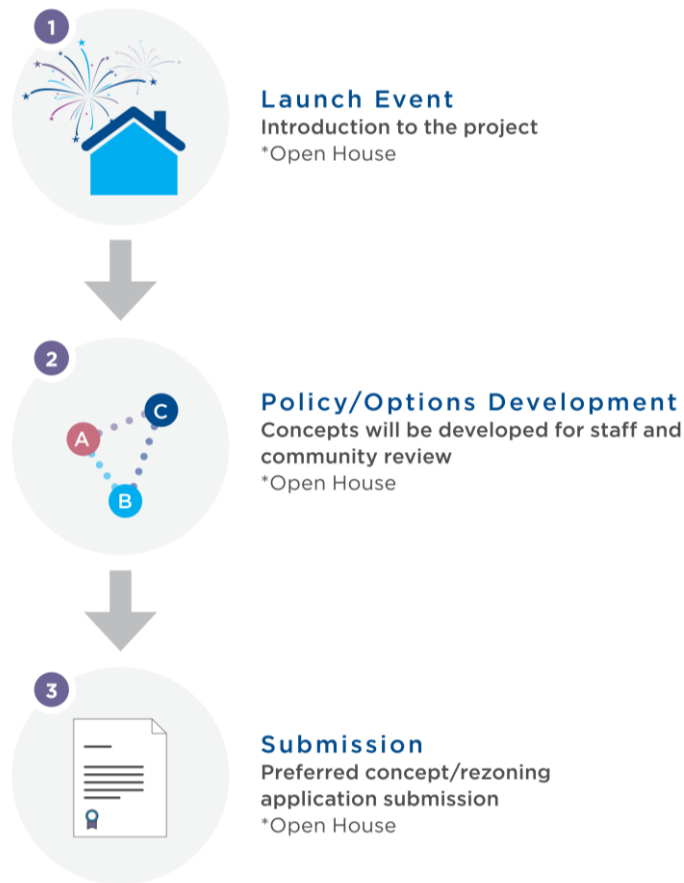 1
Launch Event
Introduction to the project
*Open House
2
A
C
B
Policy/Options Development
Concepts will be developed for staff and
community review
*Open House
3
Submission
Preferred concept/rezoning
application submission
*Open House